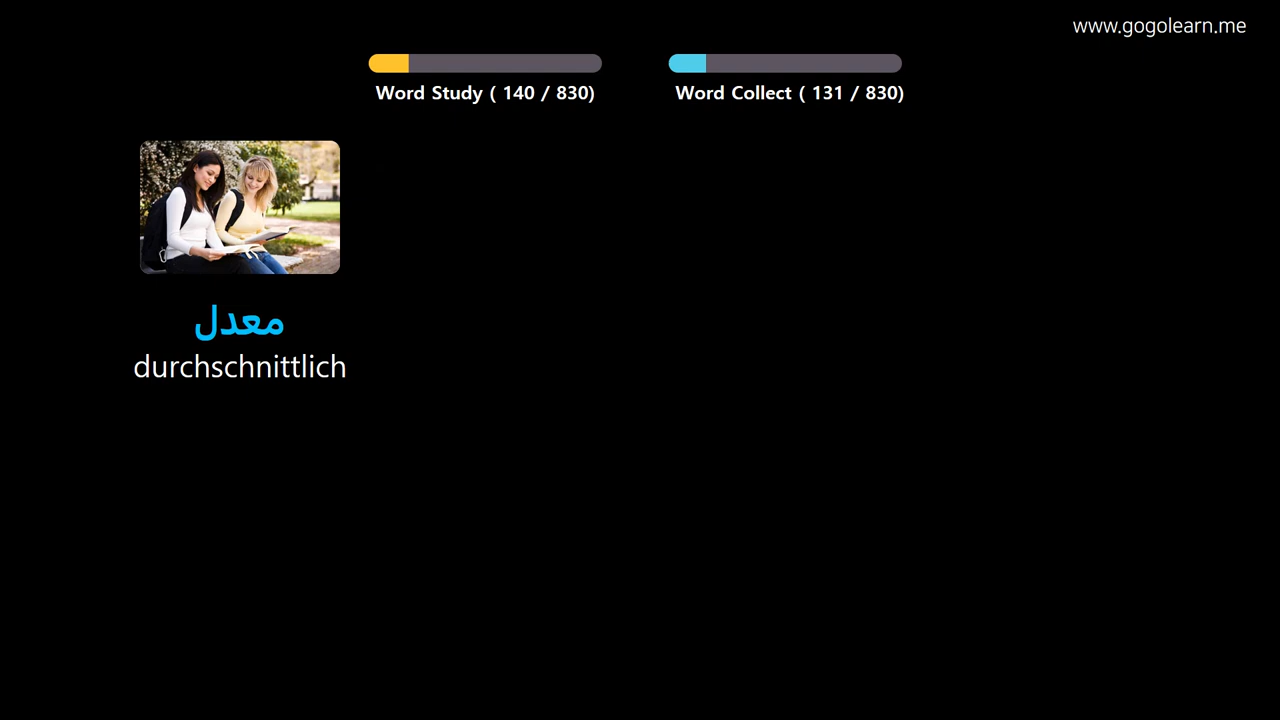 www.gogolearn.me
Word Study ( 140 / 830)
Word Collect ( 131 / 830)
معدل
durchschnittlich